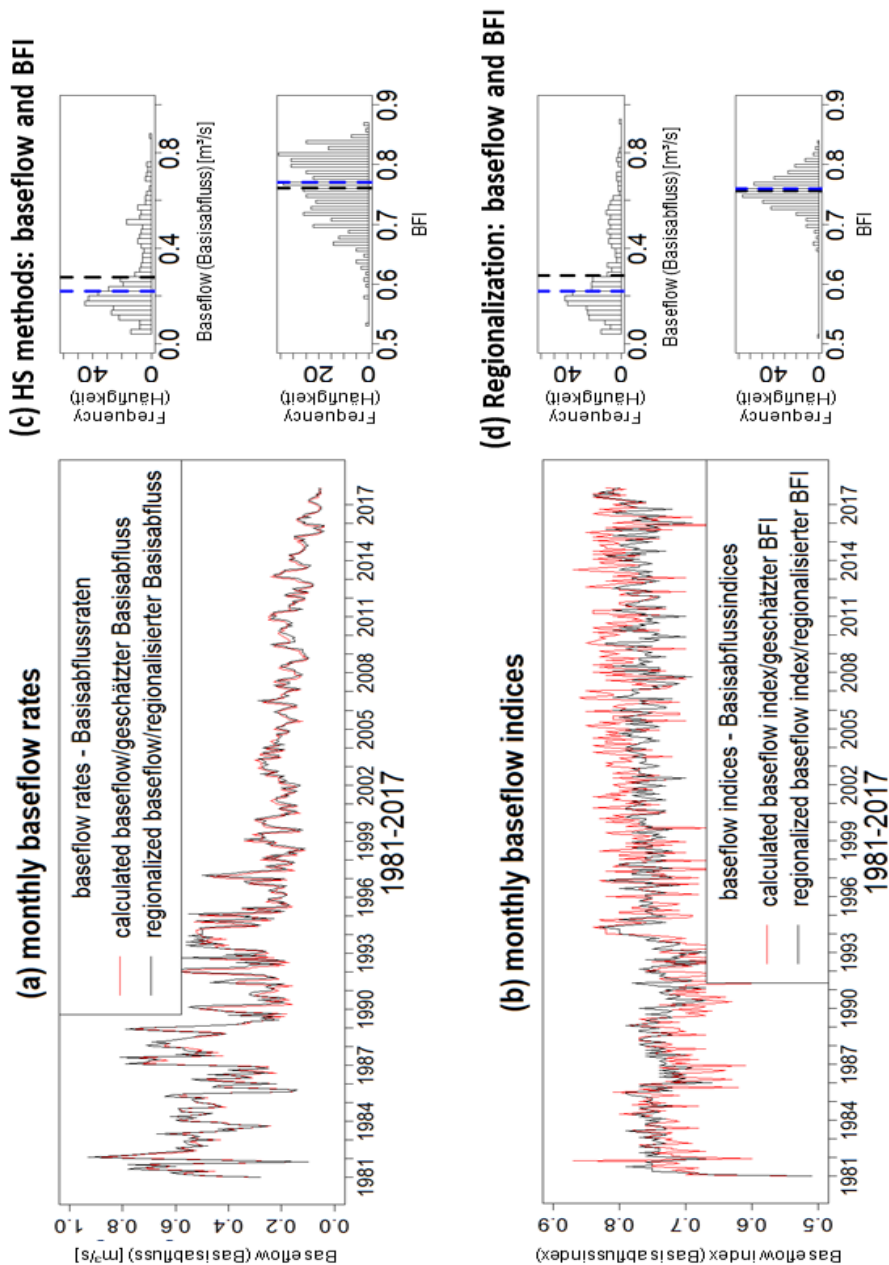 (a) monthly baseflow rates
baseflow rates - Basisabflussraten
calculated baseflow/geschätzter Basisabfluss
regionalized baseflow/regionalisierter Basisabfluss
Baseflow (Basisabfluss) [m³/s]
1.0
0.8
0.6
0.4
0.2
0.0
1981 1984 1987 1990 1993 1996 1999 2002 2005 2008 2011 2014 2017
1981-2017
(c) HS methods: baseflow and BFI
Frequency
(Häufigkeit)
0 40
0.0 0.4 0.8
Baseflow (Basisabfluss) [m³/s]
Frequency
(Häufigkeit)
0 20
0.5 0.6 0.7 0.8 0.9
BFI
(b) monthly baseflow indices
baseflow indices - Basisabflussindices
calculated baseflow index/geschätzter BFI
regionalized baseflow index/regionalisierter BFI
Baseflow index (Basisabflussindex)
0.9
0.8
0.7
0.6
0.5
1981 1984 1987 1990 1993 1996 1999 2002 2005 2008 2011 2014 2017
1981-2017
(d) Regionalization: baseflow and BFI
Frequency
(Häufigkeit)
0 40
0.0 0.4 0.8
Baseflow (Basisabfluss) [m³/s]
Frequency
(Häufigkeit)
0 40
0.5 0.6 0.7 0.8 0.9
BFI